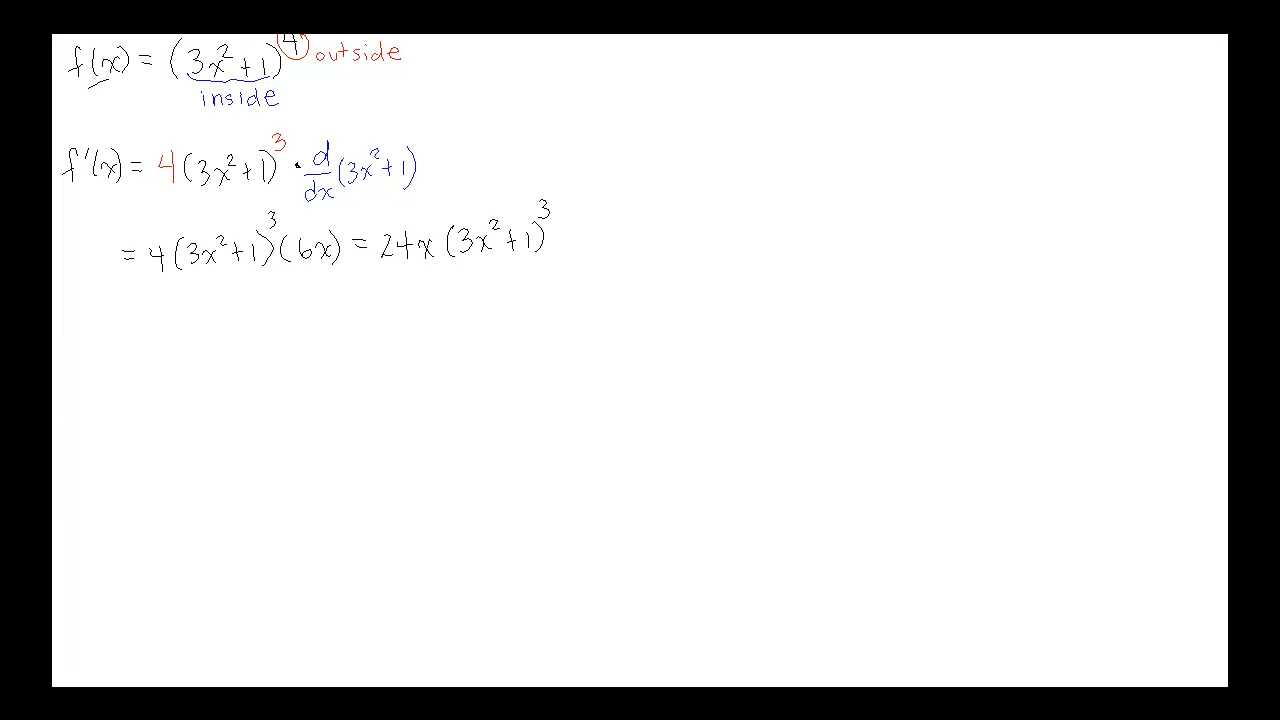 f(x) = (3x²+1)⁴ outside
inside
f'(x) = 4(3x²+1)³ · d/dx (3x²+1)
= 4(3x²+1)³(6x) = 24x(3x²+1)³